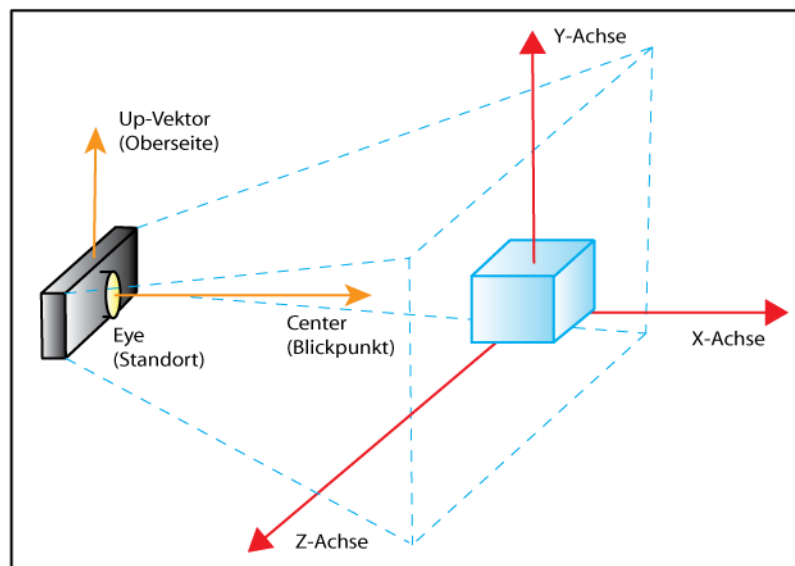 Y-Achse
Up-Vektor
(Oberseite)
Eye
(Standort)
Center
(Blickpunkt)
X-Achse
Z-Achse